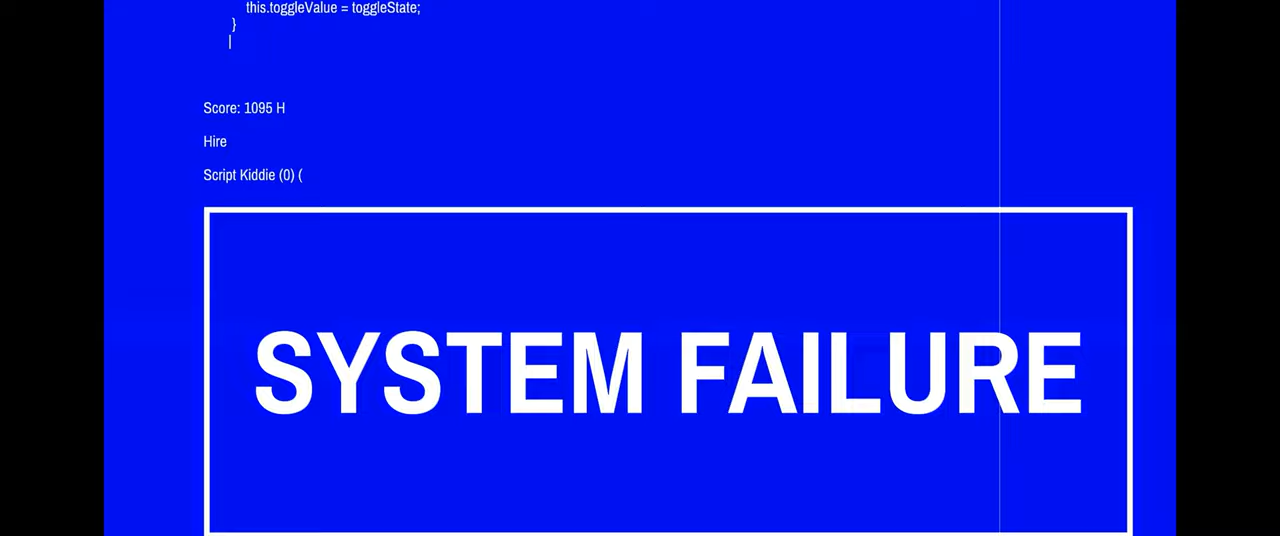 this.toggleValue = toggleState;
}
|
Score: 1095 H
Hire
Script Kiddie (0) (
SYSTEM FAILURE